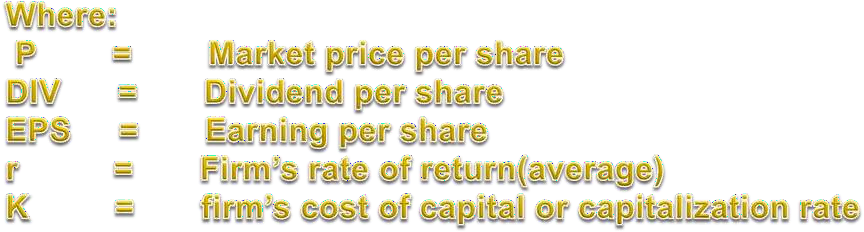 Where:
P = Market price per share
DIV = Dividend per share
EPS = Earning per share
r = Firm’s rate of return(average)
K = firm’s cost of capital or capitalization rate